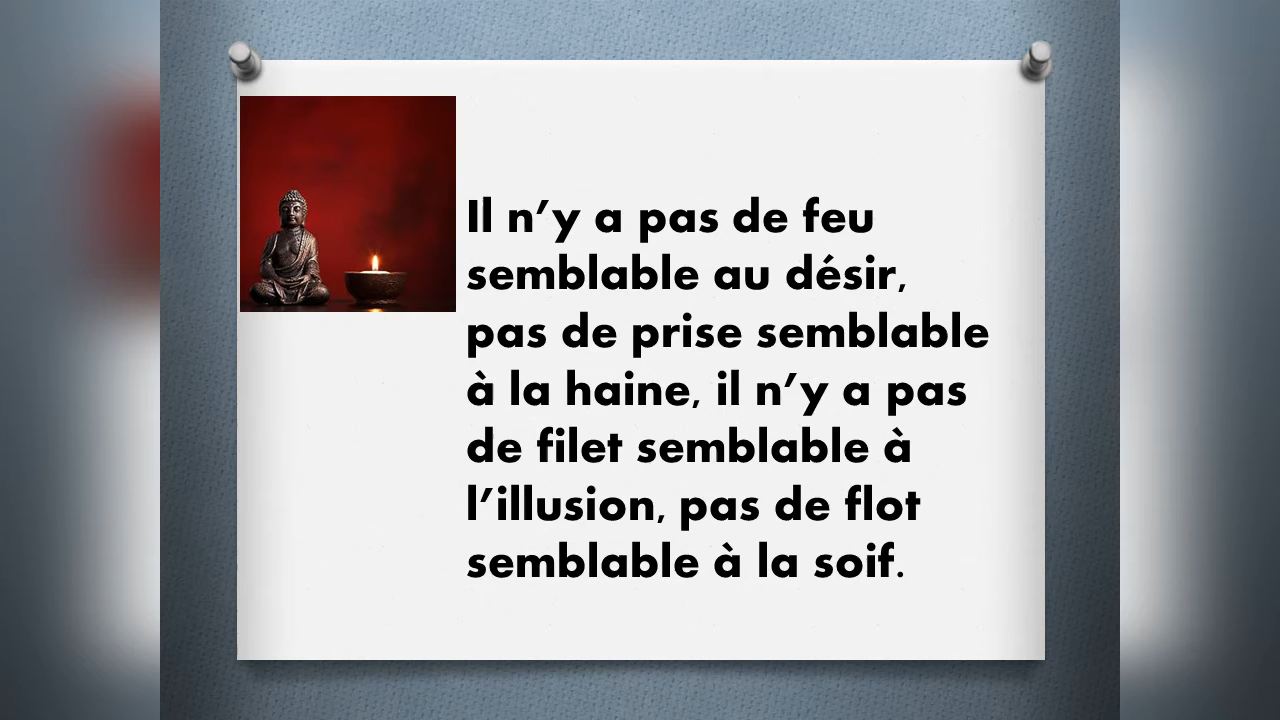 Il n’y a pas de feu
semblable au désir,
pas de prise semblable
à la haine, il n’y a pas
de filet semblable à
l’illusion, pas de flot
semblable à la soif.